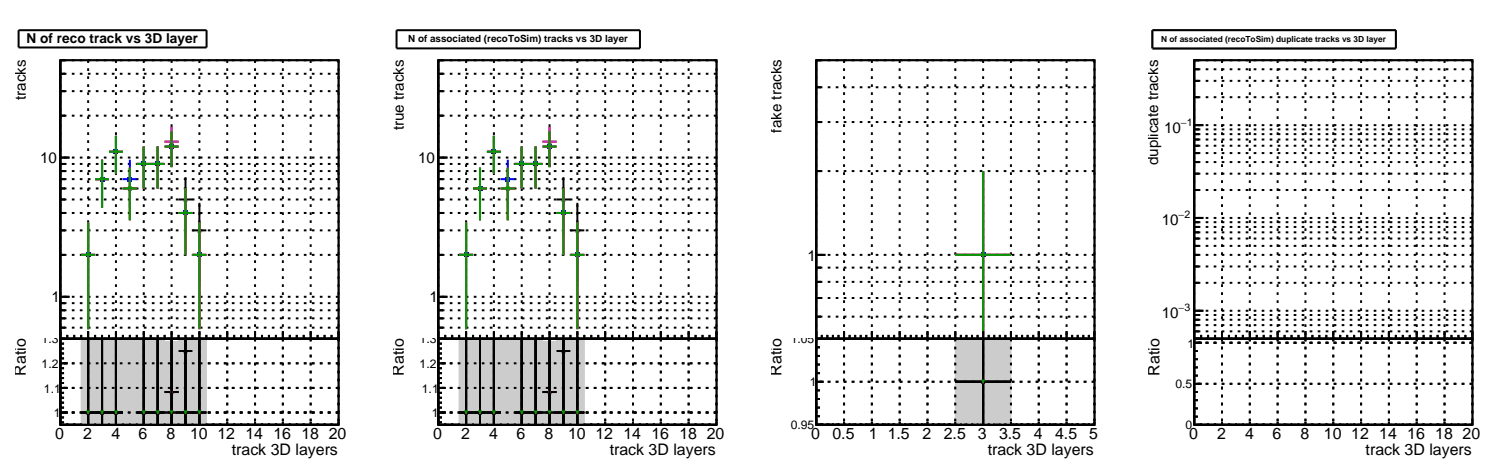 N of reco track vs 3D layer
tracks
10
1
Ratio
1.3
1.2
1.1
1
0 2 4 6 8 10 12 14 16 18 20
track 3D layers
N of associated (recoToSim) tracks vs 3D layer
true tracks
10
1
Ratio
1.3
1.2
1.1
1
0 2 4 6 8 10 12 14 16 18 20
track 3D layers
fake tracks
1
Ratio
1.05
1
0.95
0 0.5 1 1.5 2 2.5 3 3.5 4 4.5 5
track 3D layers
N of associated (recoToSim) duplicate tracks vs 3D layer
duplicate tracks
10−1
10−2
10−3
Ratio
1
0.5
0
0 2 4 6 8 10 12 14 16 18 20
track 3D layers